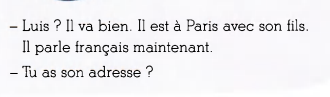 – Luis ? Il va bien. Il est à Paris avec son fils.
Il parle français maintenant.
– Tu as son adresse ?